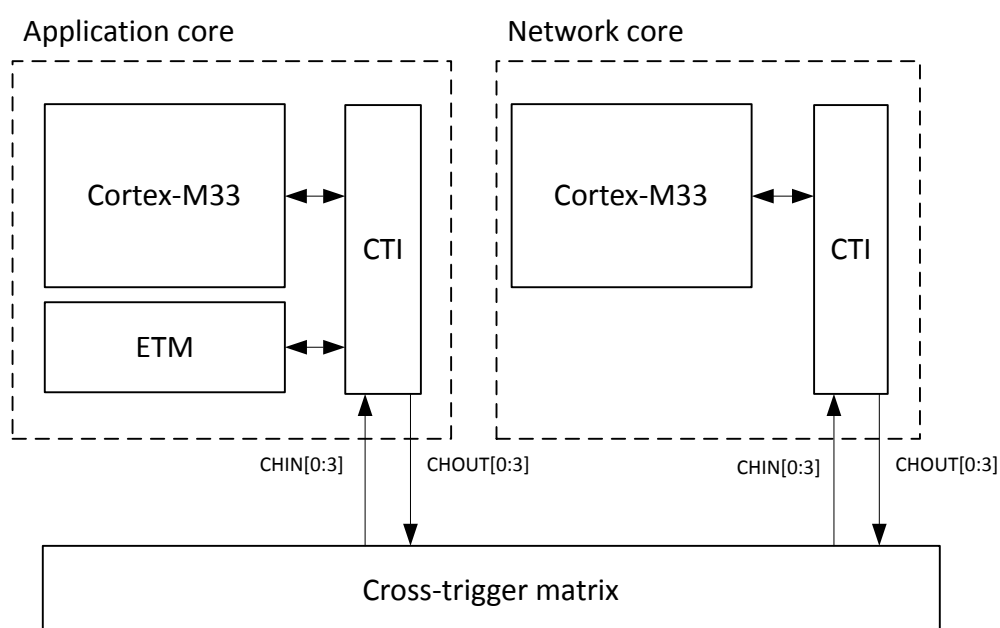 Application core
Network core
Cortex-M33
CTI
ETM
Cortex-M33
CTI
CHIN[0:3]
CHOUT[0:3]
CHIN[0:3]
CHOUT[0:3]
Cross-trigger matrix